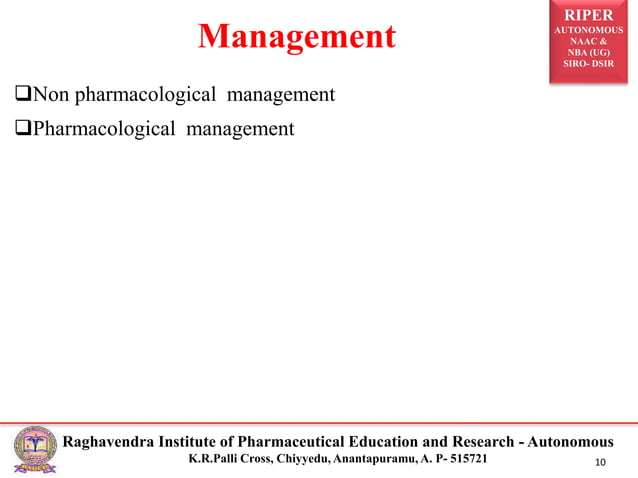 Management
RIPER
AUTONOMOUS
NAAC &
NBA (UG)
SIRO- DSIR
Non pharmacological management
Pharmacological management
Raghavendra Institute of Pharmaceutical Education and Research - Autonomous
K.R.Palli Cross, Chiyyedu, Anantapuramu, A. P- 515721
10